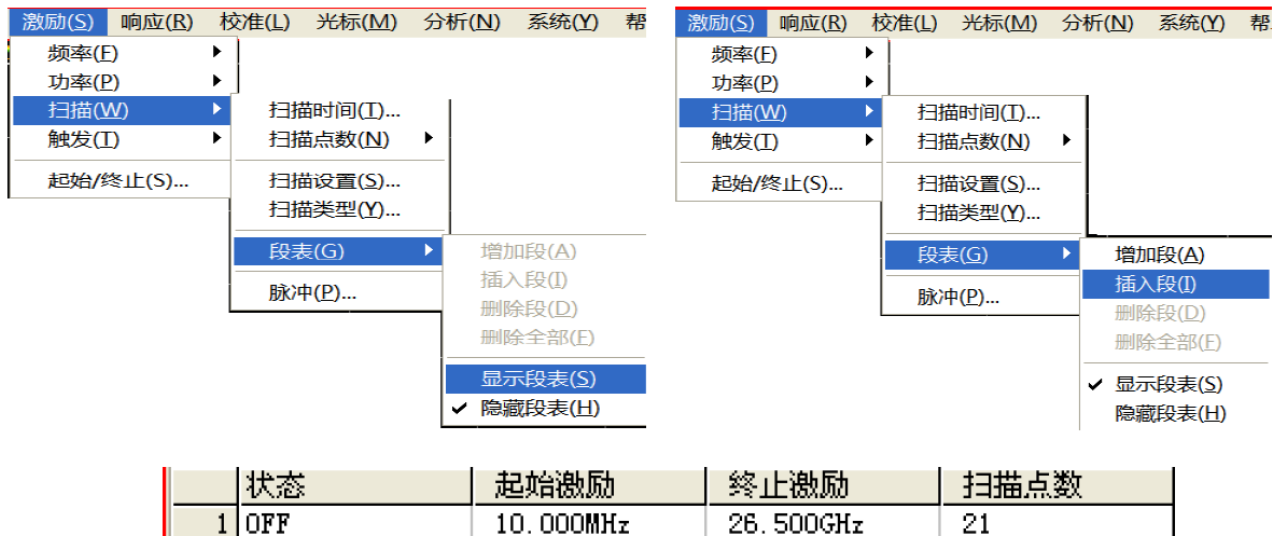 激励(S) 响应(R) 校准(L) 光标(M) 分析(N) 系统(Y) 帮
频率(F)
功率(P)
扫描(W)
触发(T)
起始/终止(S)...
扫描时间(T)...
扫描点数(N)
扫描设置(S)...
扫描类型(Y)...
段表(G)
脉冲(P)...
增加段(A)
插入段(I)
删除段(D)
删除全部(E)
显示段表(S)
隐藏段表(H)
激励(S) 响应(R) 校准(L) 光标(M) 分析(N) 系统(Y) 帮
频率(F)
功率(P)
扫描(W)
触发(T)
起始/终止(S)...
扫描时间(T)...
扫描点数(N)
扫描设置(S)...
扫描类型(Y)...
段表(G)
脉冲(P)...
增加段(A)
插入段(I)
删除段(D)
删除全部(E)
显示段表(S)
隐藏段表(H)
状态 起始激励 终止激励 扫描点数
1 OFF 10.000MHz 26.500GHz 21